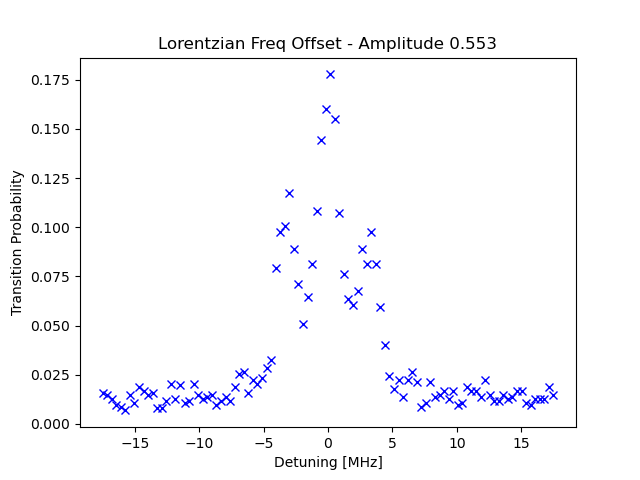 Lorentzian Freq Offset - Amplitude 0.553
Transition Probability
0.175
0.150
0.125
0.100
0.075
0.050
0.025
0.000
−15 −10 −5 0 5 10 15
Detuning [MHz]